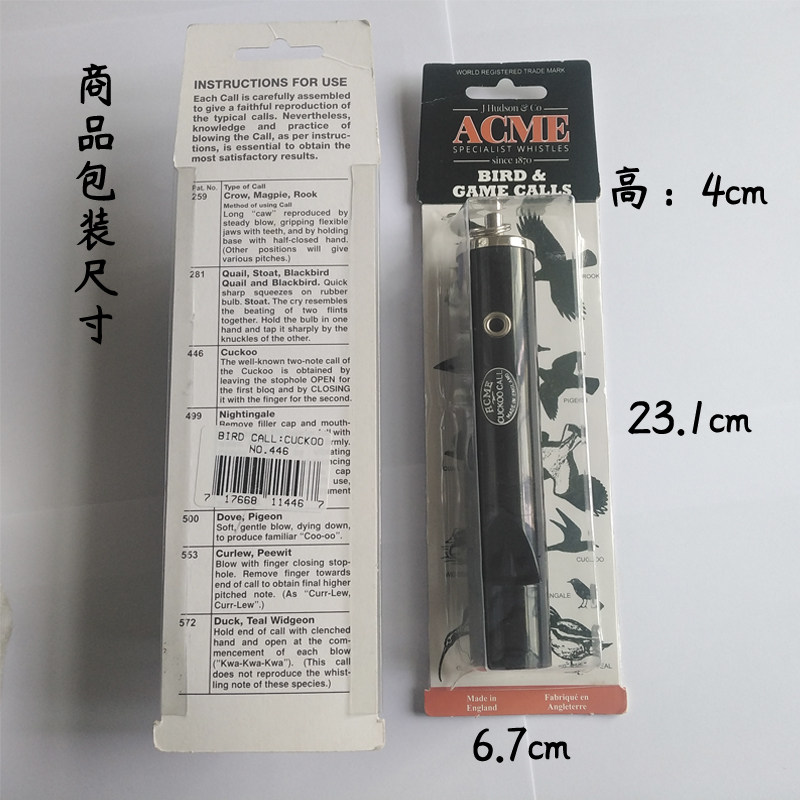 商品包装尺寸
INSTRUCTIONS FOR USE
Each Call is carefully assembled
to give a faithful reproduction of
the typical calls. Nevertheless,
knowledge and practice of
blowing the Call, as per instruc-
tions, is essential to obtain the
most satisfactory results.
Pat. No. Type of Call
259 Crow, Magpie, Rook
Method of using Call
Long "caw" reproduced by
steady blow, gripping flexible
jaws with teeth, and by holding
base with half-closed hand.
(Other positions will give
various pitches.)
281 Quail, Stoat, Blackbird
Quail and Blackbird. Quick
sharp squeezes on rubber
bulb. Stoat. The cry resembles
the beating of two flints
together. Hold the bulb in one
hand and tap it sharply by the
knuckles of the other.
446 Cuckoo
The well-known two-note call of
the Cuckoo is obtained by
leaving the stophole OPEN for
the first bloq and by CLOSING
it with the finger for the second.
499 Nightingale
Remove filler cap and mouth-
with
BIRD CALL:CUCKOO
NO.446
cap
use,
7 17668 11446 7
500 Dove, Pigeon
Soft, gentle blow, dying down,
to produce familiar "Coo-oo".
553 Curlew, Peewit
Blow with finger closing stop-
hole. Remove finger towards
end of call to obtain final higher
pitched note. (As "Curr-Lew,
Curr-Lew".)
572 Duck, Teal Widgeon
Hold end of call with clenched
hand and open at the com-
mencement of each blow
("Kwa-Kwa-Kwa"). (This call
does not reproduce the whist-
ling note of these species.)
WORLD REGISTERED TRADE MARK
J Hudson & Co
ACME
SPECIALIST WHISTLES
since 1870
BIRD &
GAME CALLS
ROOK
ACME
CUCKOO CALL
MADE IN ENGLAND
CUCKOO
Made in
England
Fabriqué en
Angleterre
高：4cm
23.1cm
6.7cm